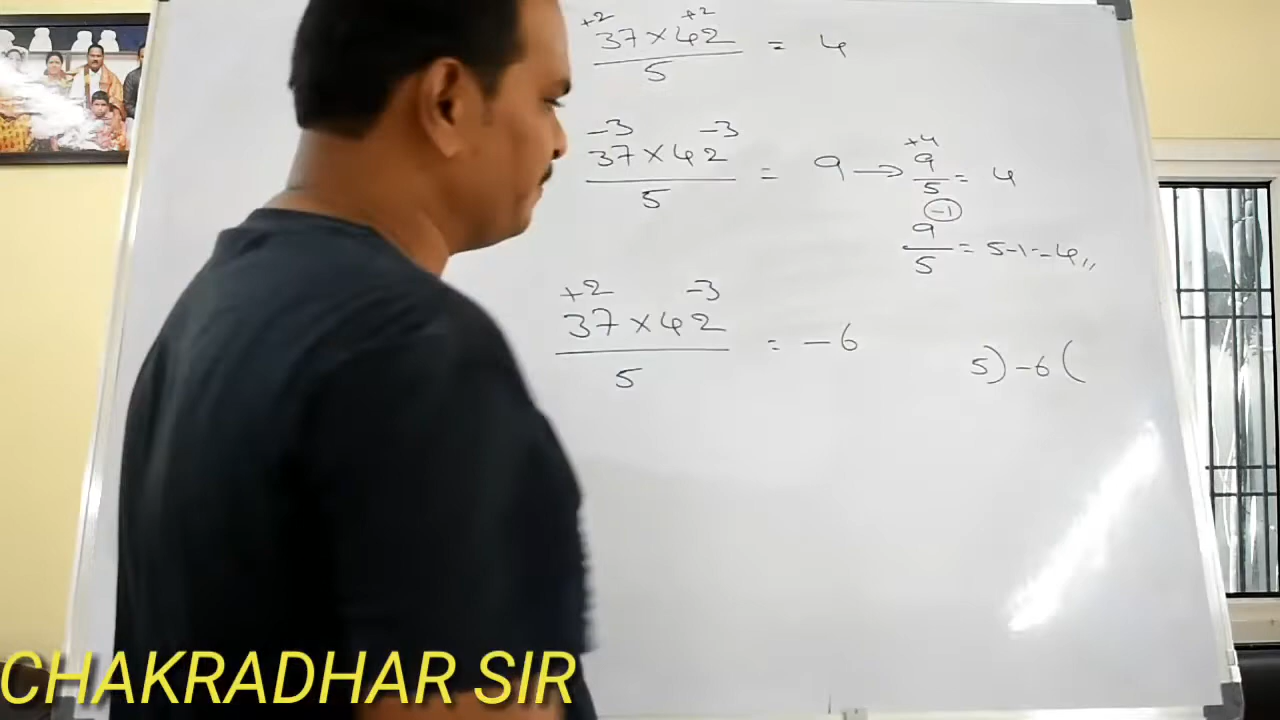 +2 +2
37×42 = 4
5
-3 -3
37×42 = 9 → +4
9
5 = 4
5
-1
9
5 = 5-1=4,,
+2 -3
37×42 = -6
5
5)-6(
CHAKRADHAR SIR